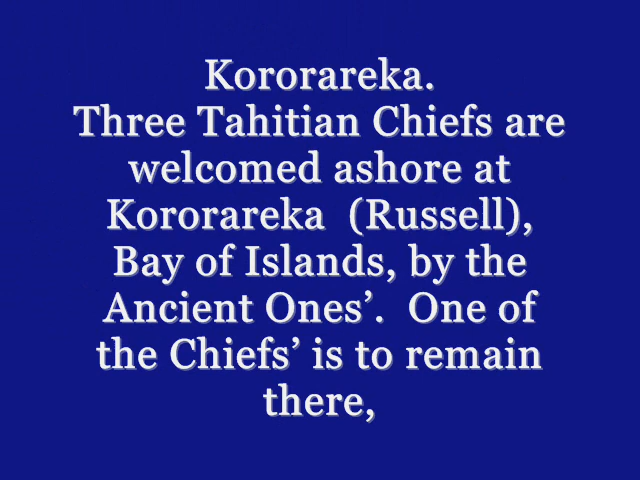 Kororareka.
Three Tahitian Chiefs are
welcomed ashore at
Kororareka  (Russell),
Bay of Islands, by the
Ancient Ones’.  One of
the Chiefs’ is to remain
there,